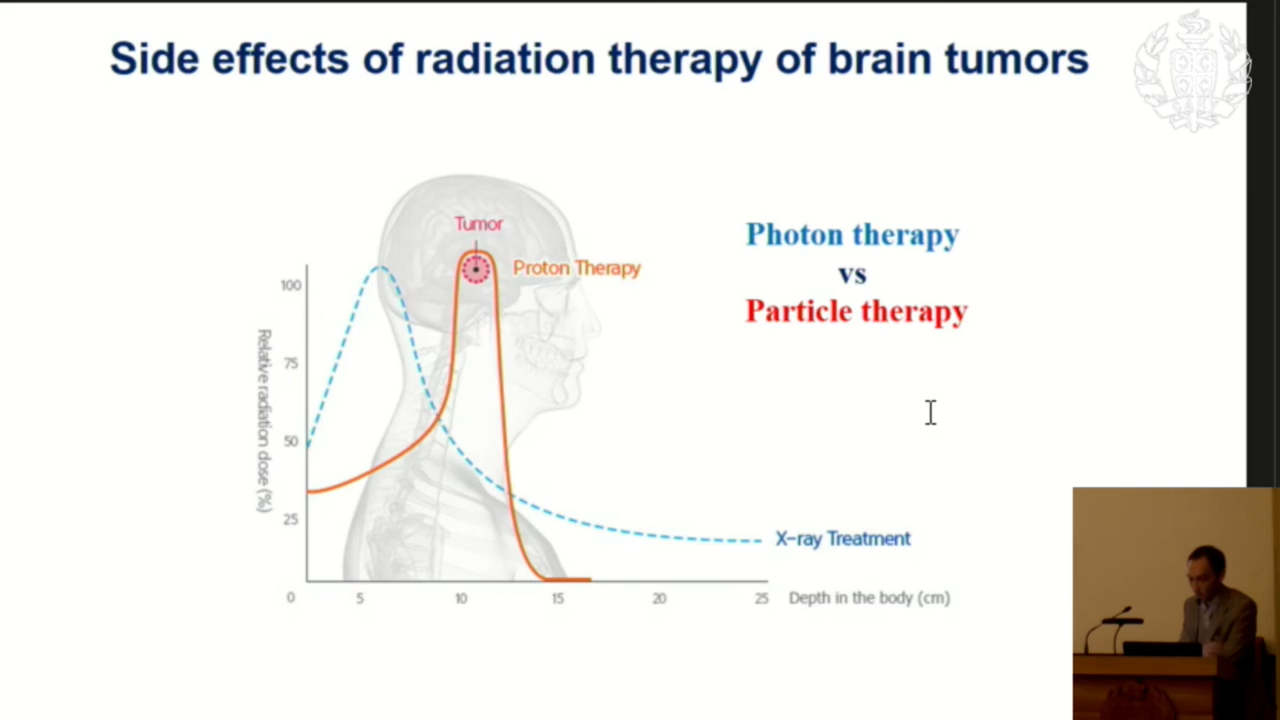 Side effects of radiation therapy of brain tumors
Tumor
Proton Therapy
Photon therapy
vs
Particle therapy
100
75
50
25
0
Relative radiation dose (%)
X-ray Treatment
5
10
15
20
25
Depth in the body (cm)